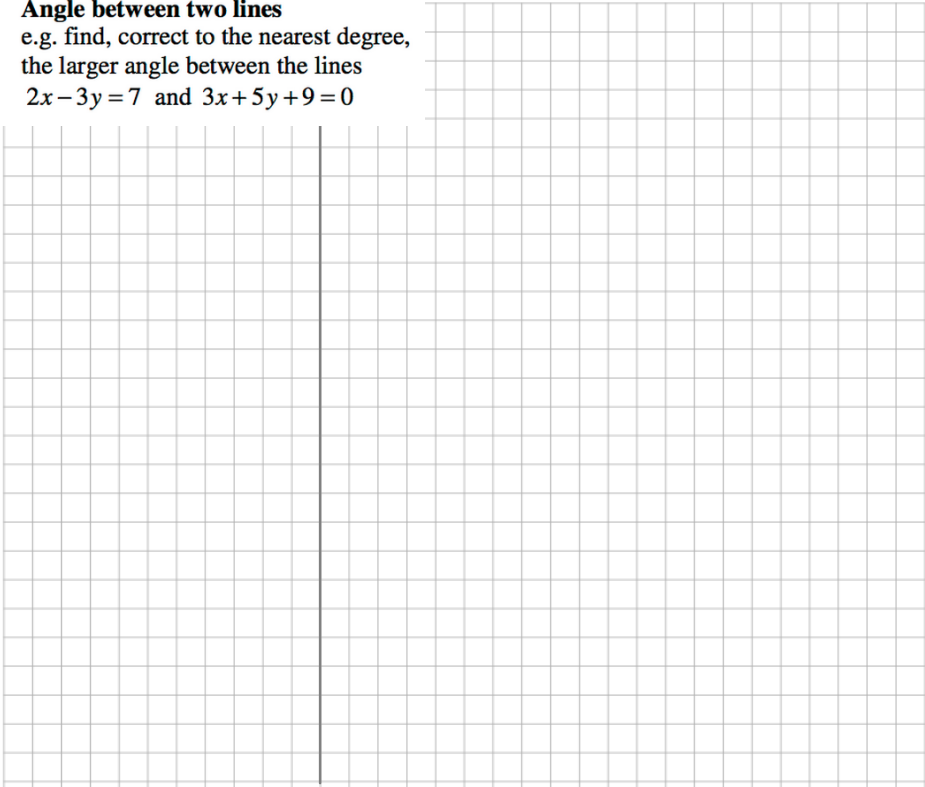 Angle between two lines
e.g. find, correct to the nearest degree,
the larger angle between the lines
2x − 3y = 7 and 3x + 5y + 9 = 0